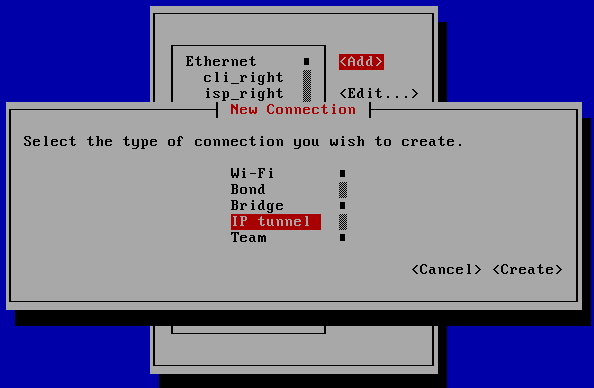 Ethernet <Add>
cli_right
isp_right <Edit...>
New Connection
Select the type of connection you wish to create.
Wi-Fi
Bond
Bridge
IP tunnel
Team
<Cancel> <Create>